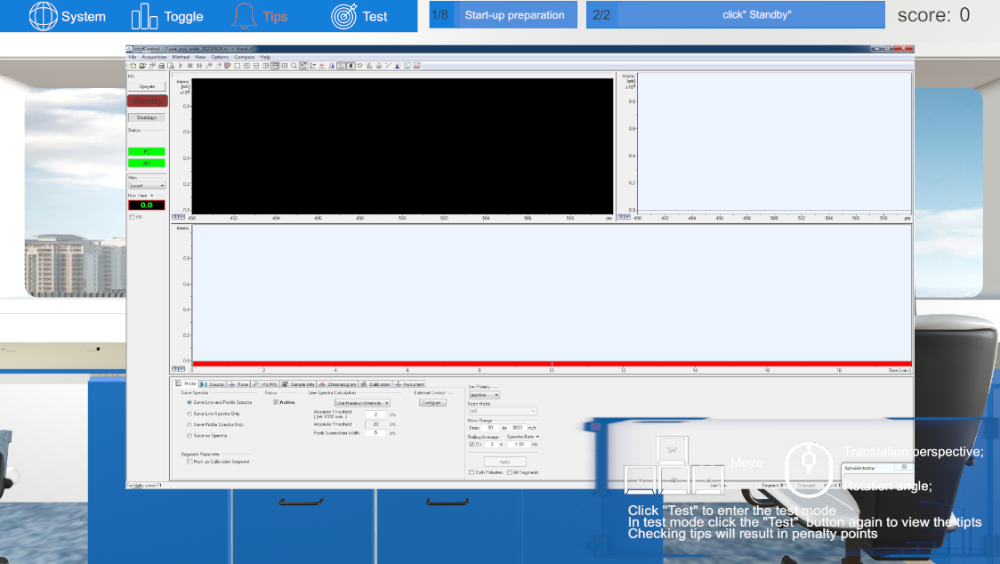 System
Toggle
Tips
Test
1/8
Start-up preparation
2/2
click" Standby"
score: 0
File Acquisition Method View Options Compass Help
MS
Operate
Standby
Shutdown
Status
PC
MS
View
Expert
Run Time
0.0
HV
Intens.
[arb]
x10
0.8
0.6
0.4
0.2
0.0
490 492 494 496 498 500 502 504 506 508 pts
Intens.
[arb]
x10
0.8
0.6
0.4
0.2
0.0
490 492 494 496 498 500 502 504 506 508 pts
Intens.
0.8
0.6
0.4
0.2
0.0
0 2 4 6 8 10 12 14 16 18 Time [min]
Mode Source Tune MS/MS Sample Info Chromatogram Calibration Instrument
Save Spectra
Save Line and Profile Spectra
Save Line Spectra Only
Save Profile Spectra Only
Save no Spectra
Segment Parameter
Mark as Calibration Segment
Focus
Active
Line Spectra Calculation
Use Maximum Intensity
Absolute Threshold
(per 1000 sum.)
2 cts.
Absolute Threshold 20 cts.
Peak Summation Width 5 pts.
External Control
Configure...
Ion Polarity
positive
Scan Mode
MS
Mass Range
From 50 to 3000 m/z
Rolling Average Spectra Rate
On 3 x 1.00 Hz
Apply
Both Polarities All Segments
For Help, press F1
Segment #
Changed
Administrator
W
Move
Translation perspective;
Rotation angle;
Click "Test" to enter the test mode
In test mode click the "Test" button again to view the tipts
Checking tips will result in penalty points